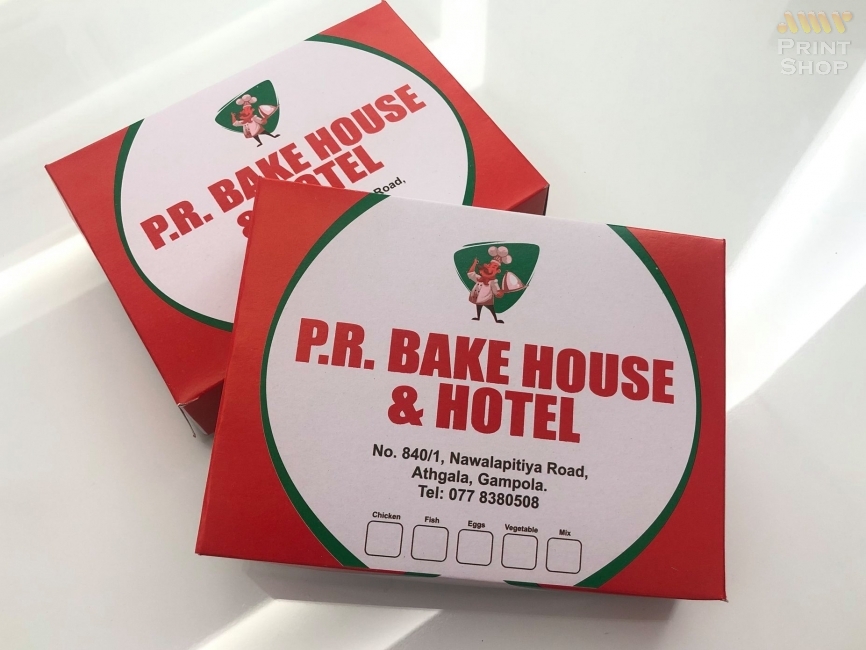 JMY
PRINT
SHOP
P.R. BAKE HOUSE
& HOTEL
Road,
P.R. BAKE HOUSE
& HOTEL
No. 840/1, Nawalapitiya Road,
Athgala, Gampola.
Tel: 077 8380508
Chicken Fish Eggs Vegetable Mix